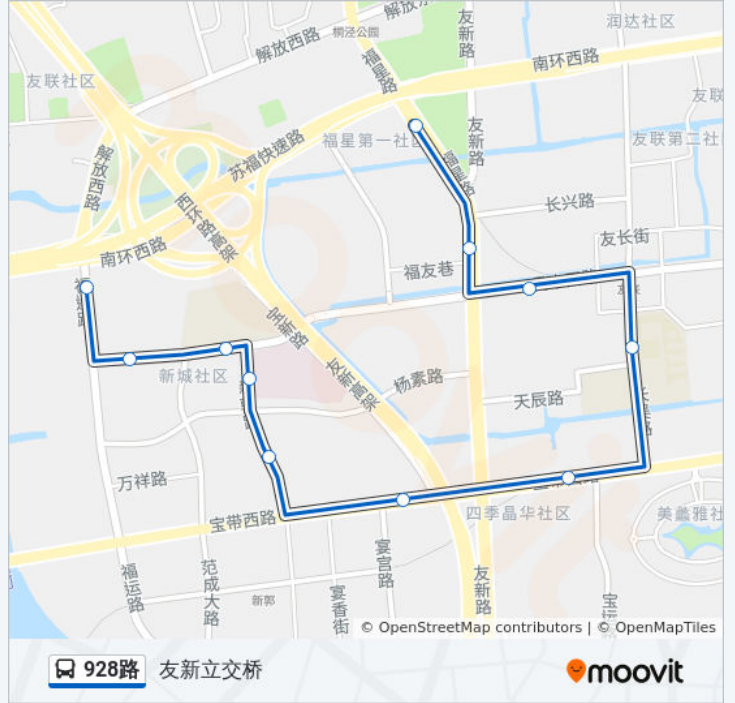 解放西路
桐泾公园
福星路
友新路
润达社区
南环西路
友联社区
友联
苏福快速路
福星第一社区
友新路
友联第二社
解放西路
福星路
西环路高架
长兴路
友长街
南环西路
福友巷
宝新路
友新高架
新城社区
杨素路
天辰路
万祥路
宝带西路
四季晶华社区
美蠡雅社
福运路
范成大路
新郭
宴宫路
宴香街
友新路
© OpenStreetMap contributors | © OpenMapTiles
928路 友新立交桥
moovit